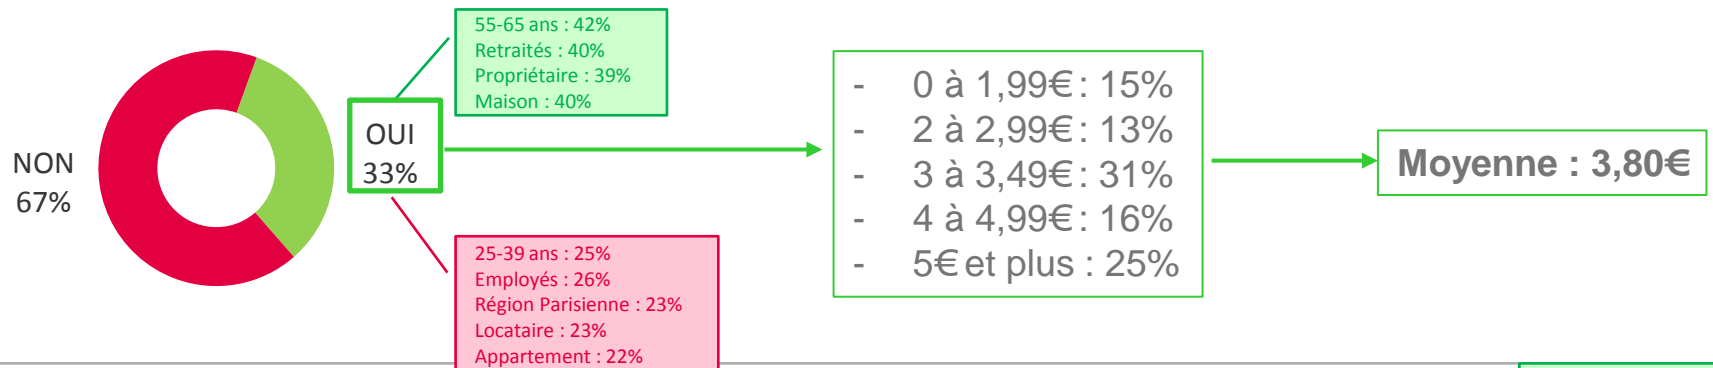 NON
67%
OUI
33%
55-65 ans : 42%
Retraités : 40%
Propriétaire : 39%
Maison : 40%
25-39 ans : 25%
Employés : 26%
Région Parisienne : 23%
Locataire : 23%
Appartement : 22%
- 0 à 1,99€ : 15%
- 2 à 2,99€ : 13%
- 3 à 3,49€ : 31%
- 4 à 4,99€ : 16%
- 5€ et plus : 25%
Moyenne : 3,80€